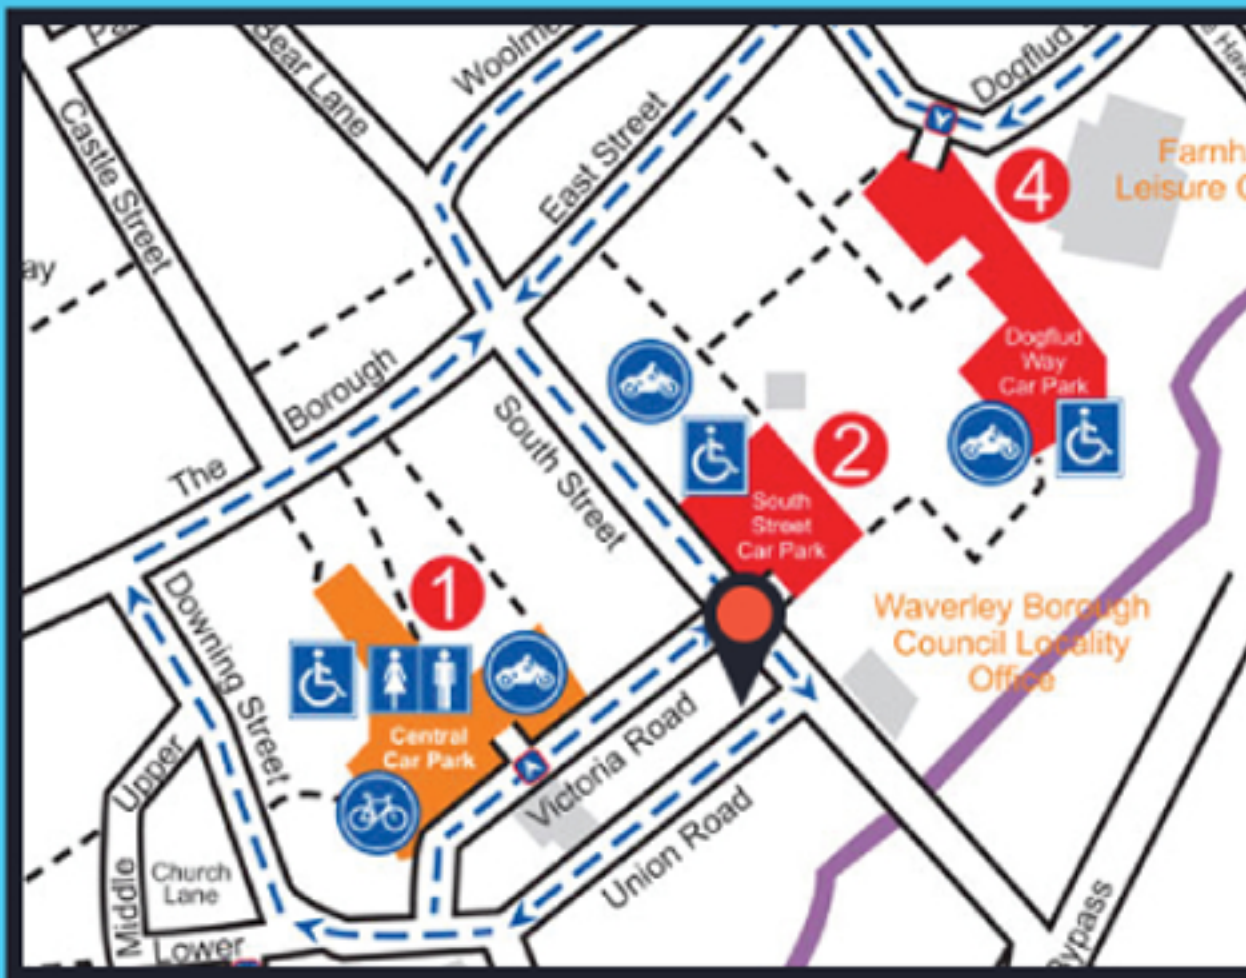 Bear Lane
Woolme
Dogflud
Castle Street
East Street
Farnh
Leisure C
4
ay
Dogflud
Way
Car Park
Borough
The
South Street
2
South
Street
Car Park
1
Waverley Borough
Council Locality
Office
Downing Street
Central
Car Park
Victoria Road
Upper
Union Road
Church
Lane
Middle
Lower
Bypass